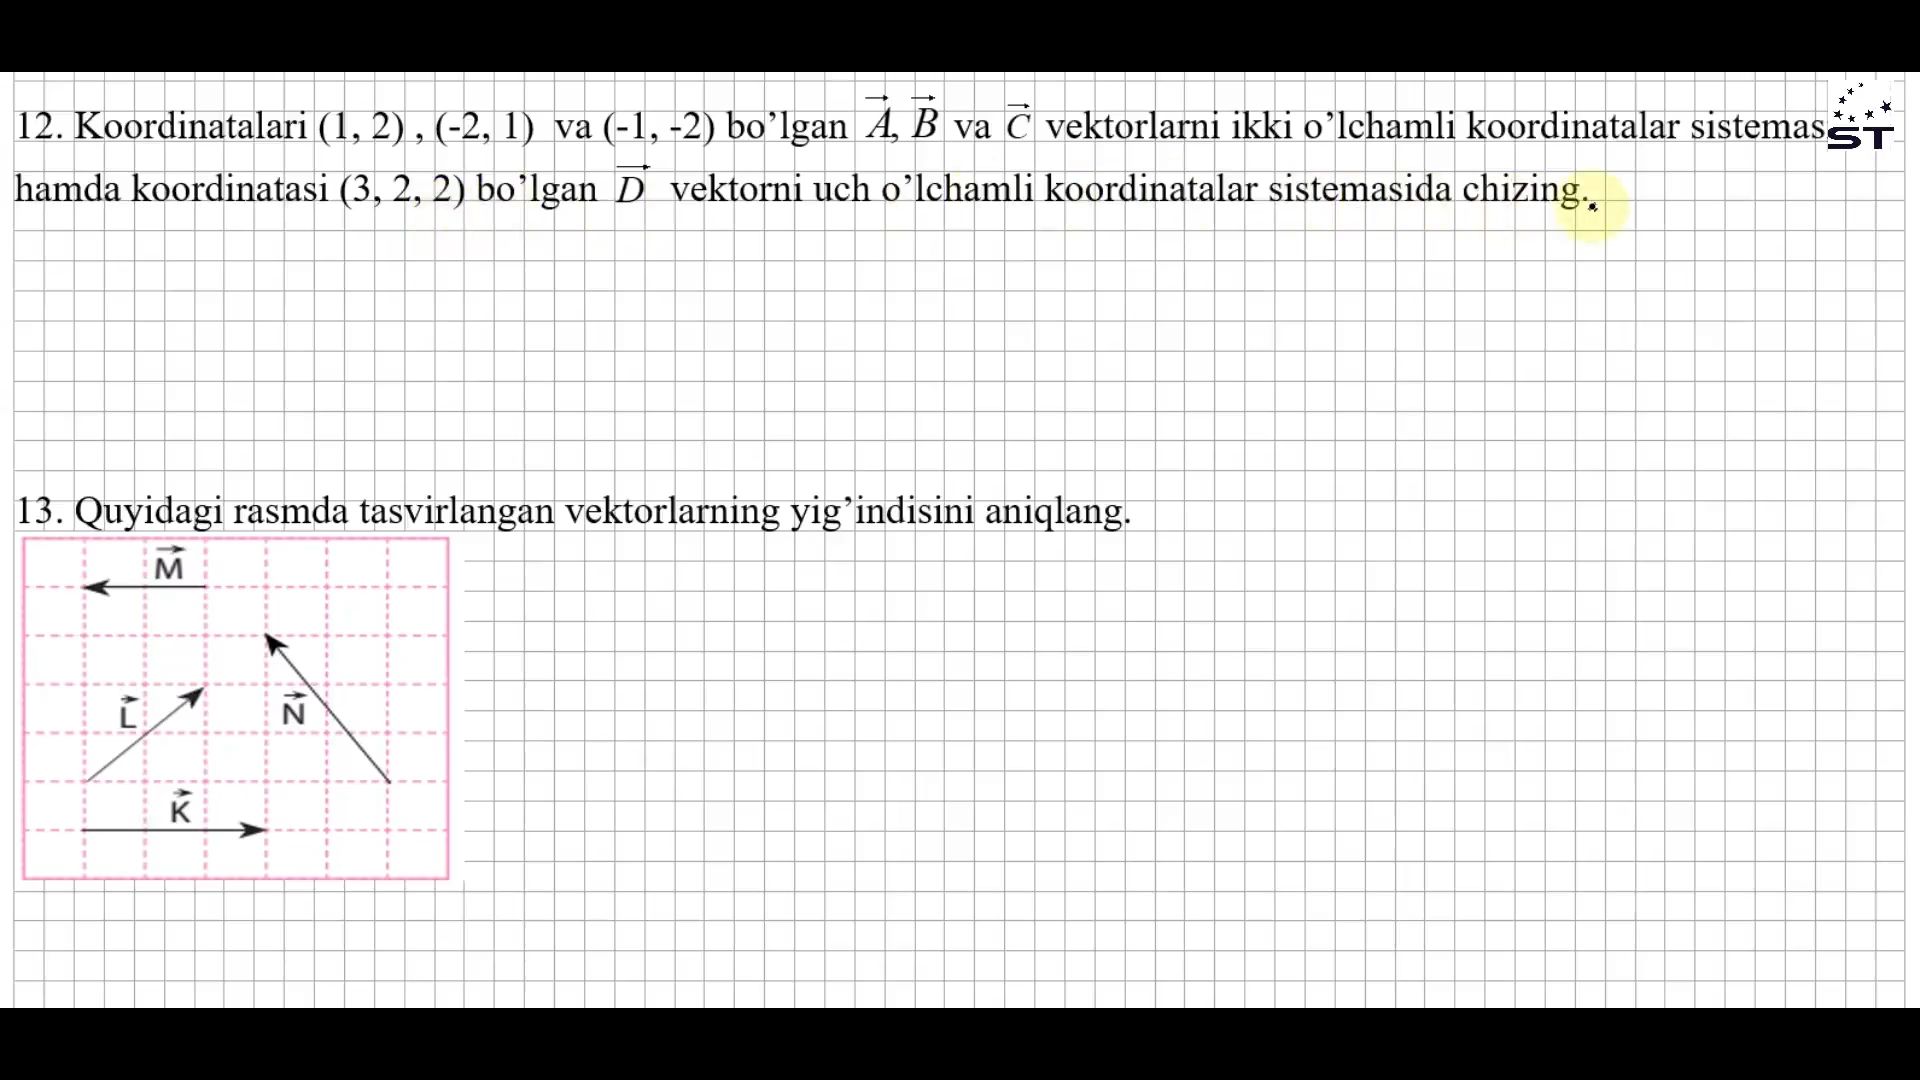 12. Koordinatalari (1, 2) , (-2, 1) va (-1, -2) bo’lgan A, B va C vektorlarni ikki o’lchamli koordinatalar sistemas
ST
hamda koordinatasi (3, 2, 2) bo’lgan D vektorni uch o’lchamli koordinatalar sistemasida chizing.
13. Quyidagi rasmda tasvirlangan vektorlarning yig’indisini aniqlang.
M
L
N
K